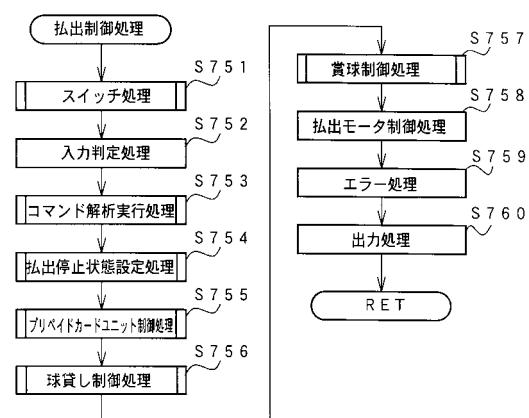 払出制御処理
S751
スイッチ処理
S752
入力判定処理
S753
コマンド解析実行処理
S754
払出停止状態設定処理
S755
プリペイドカードユニット制御処理
S756
球貸し制御処理
S757
賞球制御処理
S758
払出モータ制御処理
S759
エラー処理
S760
出力処理
RET